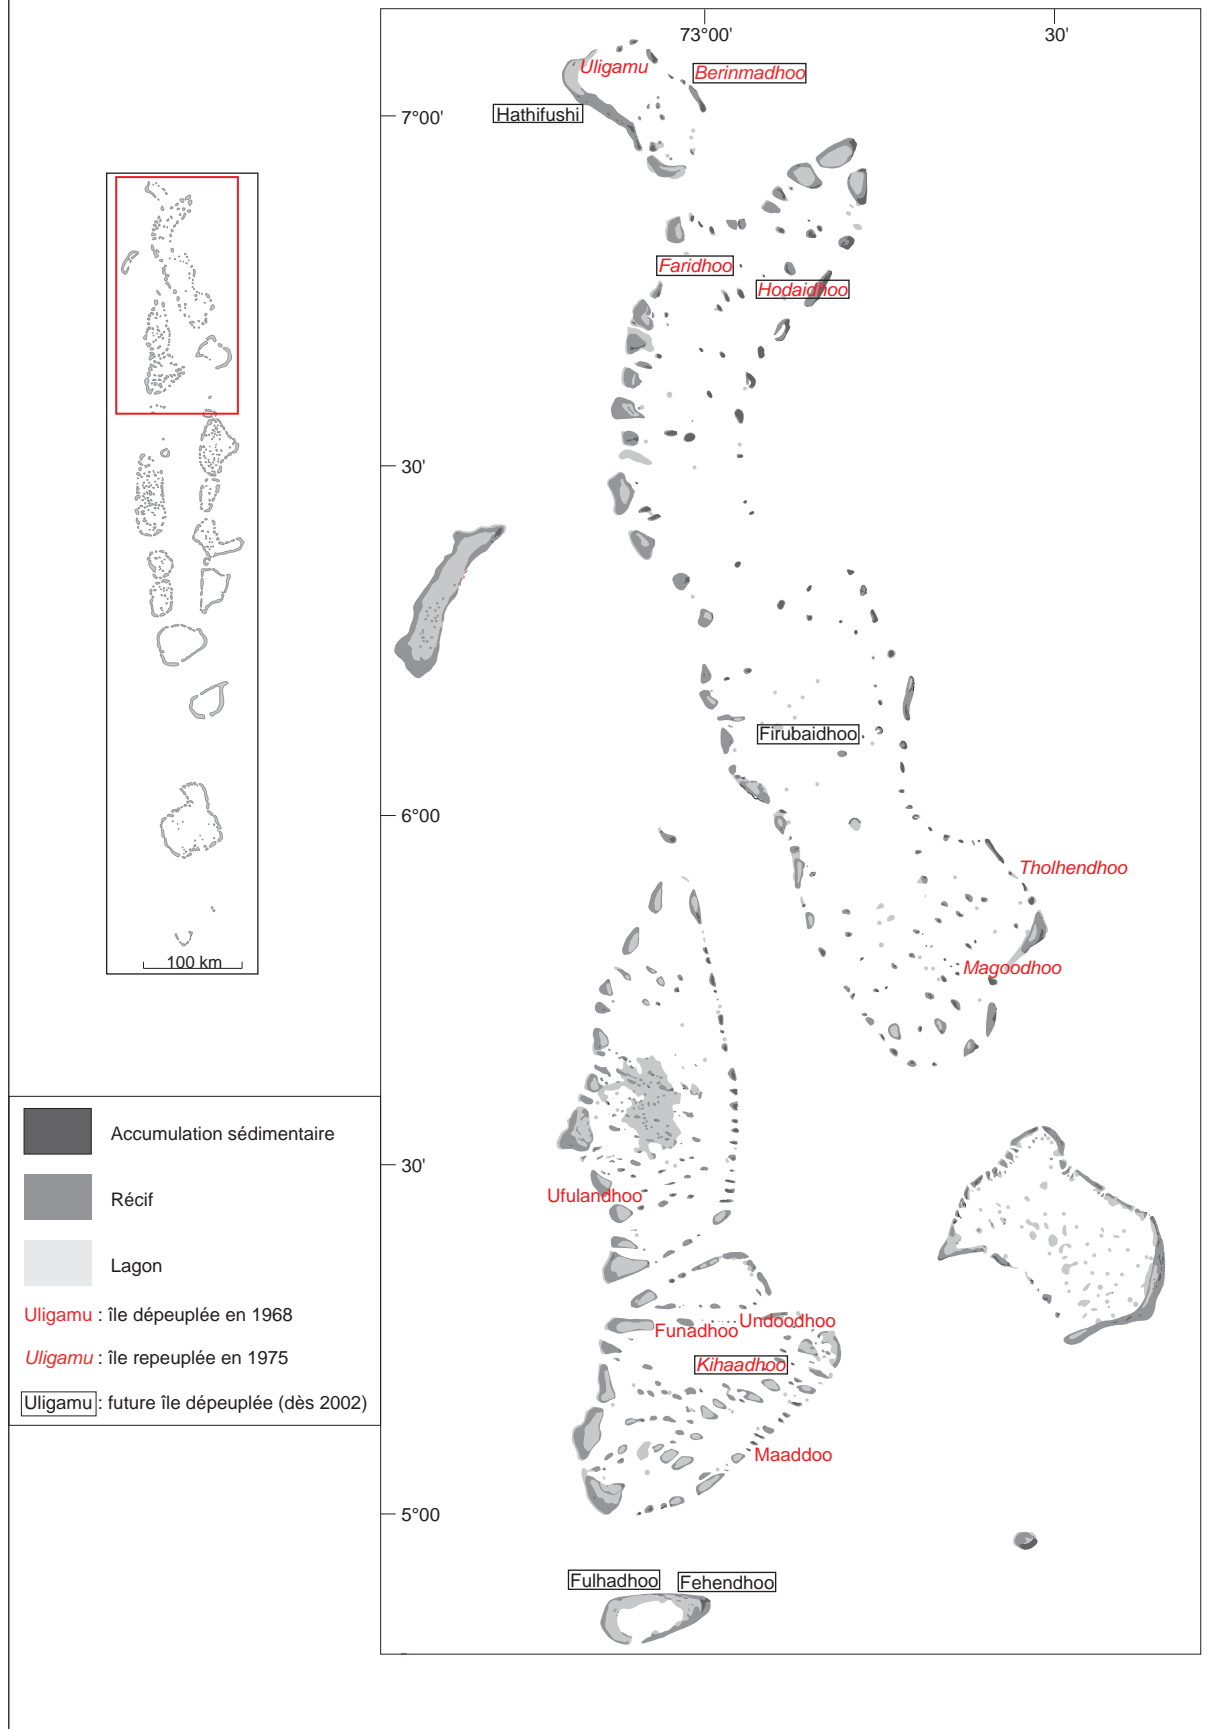 73°00'
30'
Uligamu
Berinmadhoo
Hathifushi
7°00'
Faridhoo
Hodaidhoo
30'
Firubaidhoo
6°00
Tholhendhoo
Magoodhoo
100 km
Accumulation sédimentaire
Récif
Lagon
Uligamu : île dépeuplée en 1968
Uligamu : île repeuplée en 1975
Uligamu : future île dépeuplée (dès 2002)
30'
Ufulandhoo
Undoodhoo
Funadhoo
Kihaadhoo
Maaddoo
5°00
Fulhadhoo
Fehendhoo